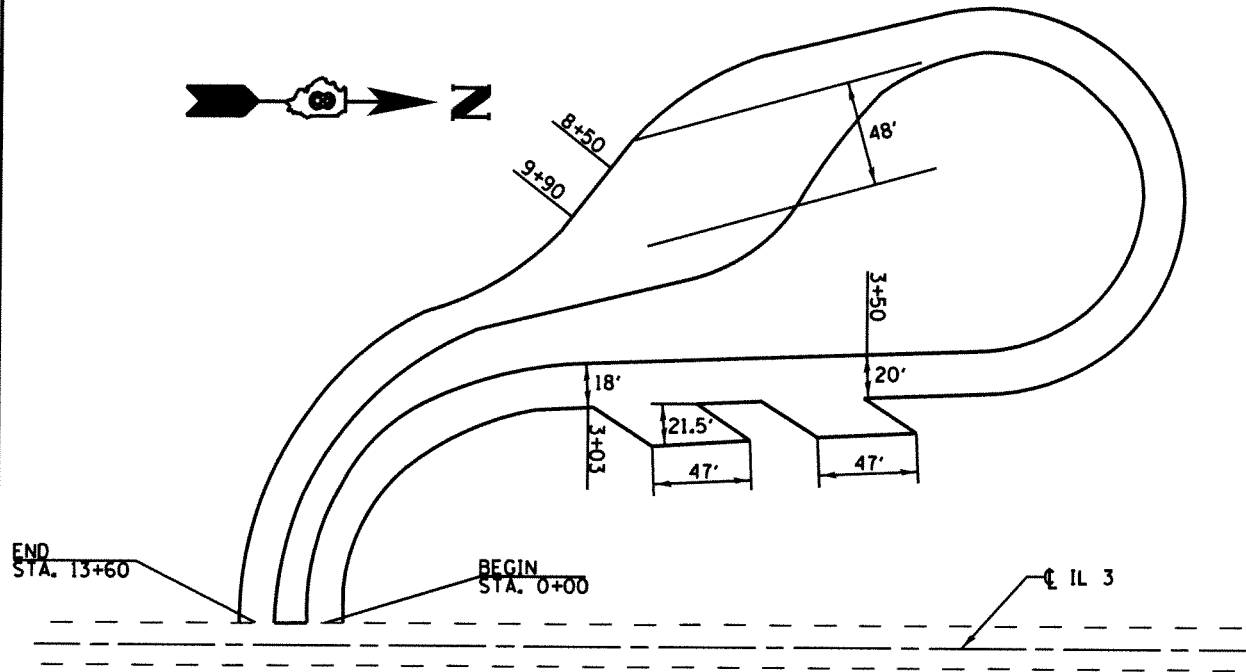 8
N
8+50
9+90
48'
3+50
18'
20'
21.5'
3+03
47'
47'
END
STA. 13+60
BEGIN
STA. 0+00
℄ IL 3